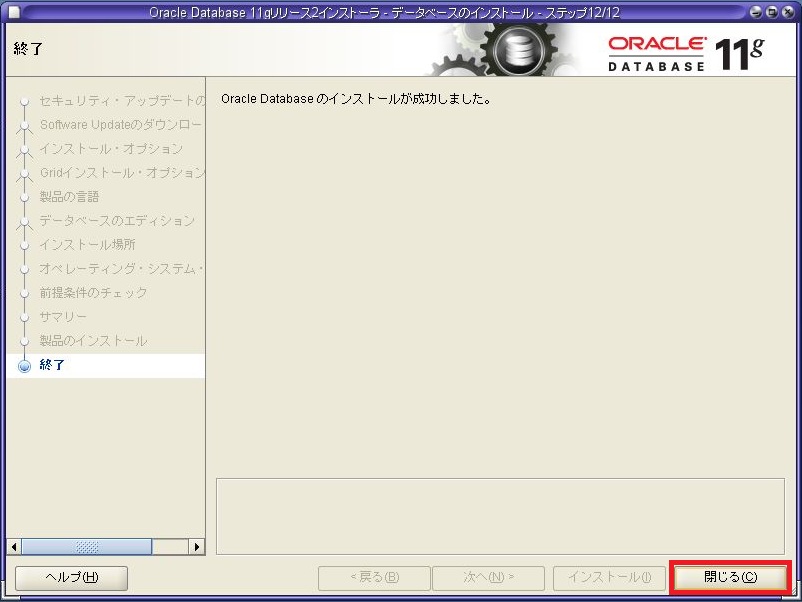 Oracle Database 11gリリース2インストーラ - データベースのインストール - ステップ12/12
終了
ORACLE
DATABASE 11g
セキュリティ・アップデートの
Software Updateのダウンロー
インストール・オプション
Gridインストール・オプション
製品の言語
データベースのエディション
インストール場所
オペレーティング・システム・
前提条件のチェック
サマリー
製品のインストール
終了
Oracle Database のインストールが成功しました。
ヘルプ(H)
< 戻る(B)
次へ(N) >
インストール(I)
閉じる(C)